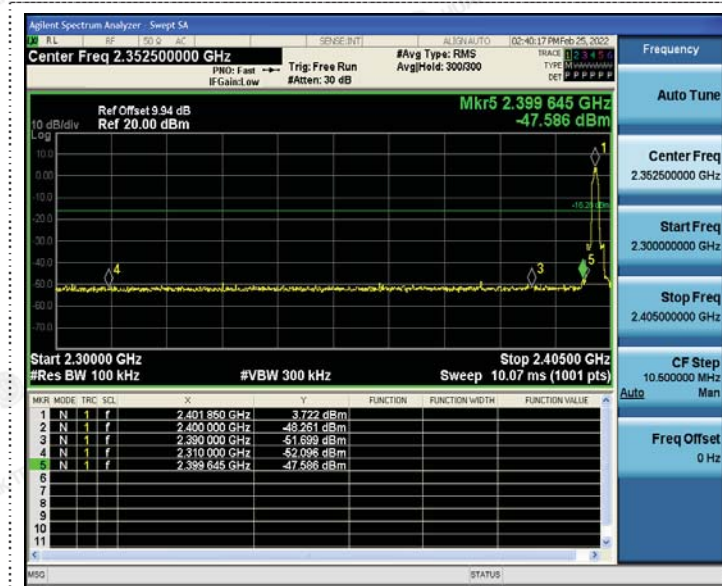 Agilent Spectrum Analyzer - Swept SA
RL RF 50 Ω AC SENSE:INT ALIGN AUTO 02:40:17 PM Feb 25, 2022
Center Freq 2.352500000 GHz
PNO: Fast Trig: Free Run #Avg Type: RMS TRACE 1 2 3 4 5 6
IFGain:Low #Atten: 30 dB Avg|Hold: 300/300 TYPE M
DET P P P P P P
Ref Offset 9.94 dB Mkr5 2.399 645 GHz
10 dB/div Ref 20.00 dBm -47.586 dBm
Log
10.0
0.00
-10.0
-20.0
-30.0
-40.0
-50.0
-60.0
-70.0
1
4
3
5
Start 2.30000 GHz Stop 2.40500 GHz
#Res BW 100 kHz #VBW 300 kHz Sweep 10.07 ms (1001 pts)
MKR MODE TRC SCL X Y FUNCTION FUNCTION WIDTH FUNCTION VALUE
1 N 1 f 2.401 850 GHz 3.722 dBm
2 N 1 f 2.400 000 GHz -48.261 dBm
3 N 1 f 2.390 000 GHz -51.699 dBm
4 N 1 f 2.310 000 GHz -52.096 dBm
5 N 1 f 2.399 645 GHz -47.586 dBm
6
7
8
9
10
11
MSG STATUS
Frequency
Auto Tune
Center Freq
2.352500000 GHz
Start Freq
2.300000000 GHz
Stop Freq
2.405000000 GHz
CF Step
10.500000 MHz
Auto Man
Freq Offset
0 Hz